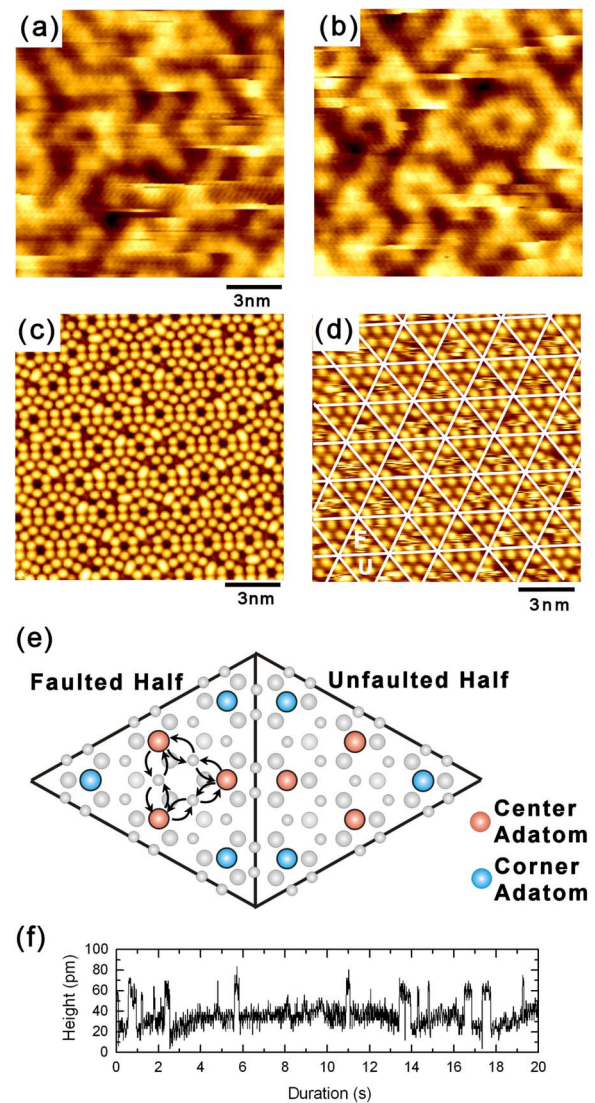 (a)
(b)
3nm
3nm
(c)
(d)
F
U
3nm
3nm
(e)
Faulted Half
Unfaulted Half
Center
Adatom
Corner
Adatom
(f)
100
80
60
40
20
0
Height (pm)
0 2 4 6 8 10 12 14 16 18 20
Duration (s)